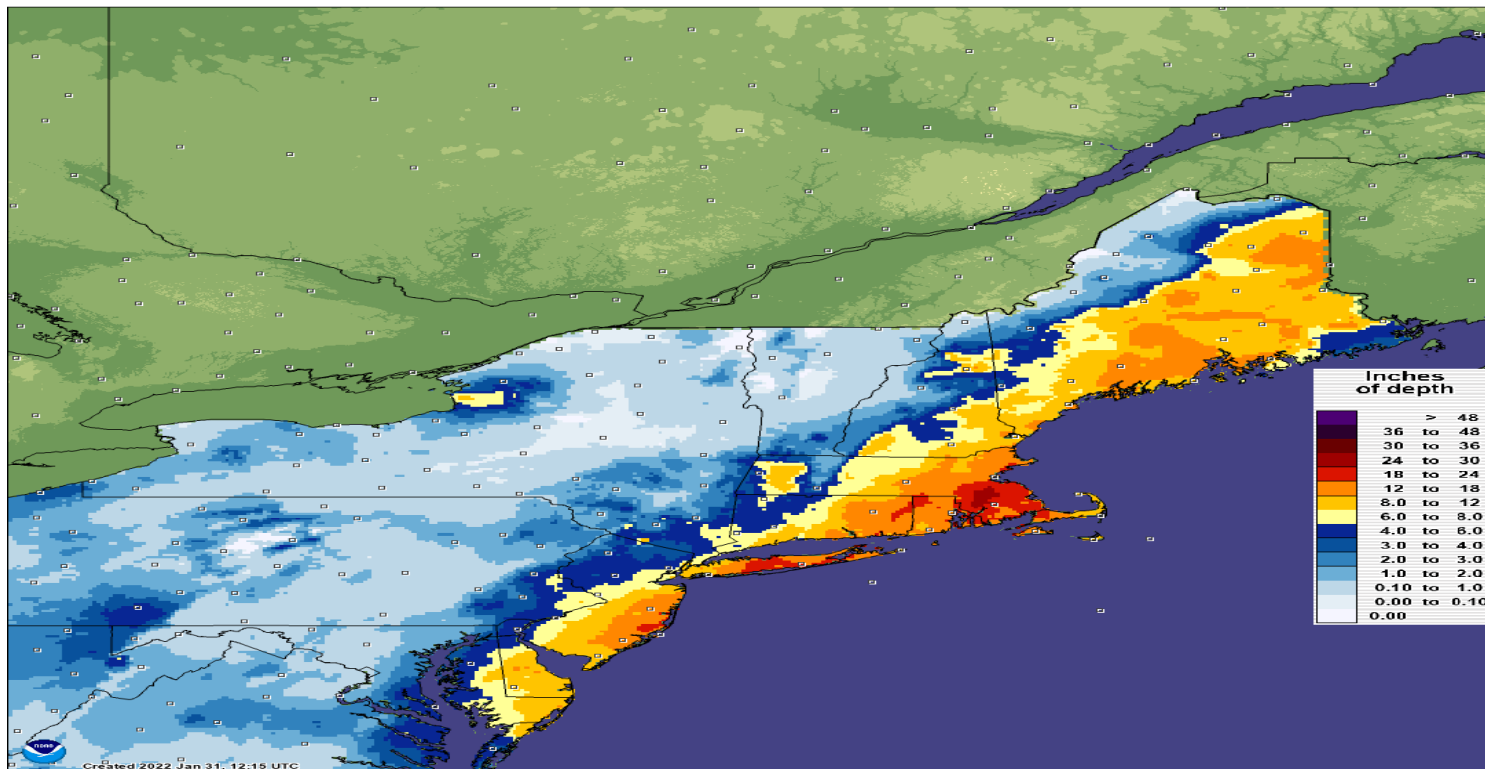 Inches
of depth
> 48
36 to 48
30 to 36
24 to 30
18 to 24
12 to 18
8.0 to 12
6.0 to 8.0
4.0 to 6.0
3.0 to 4.0
2.0 to 3.0
1.0 to 2.0
0.10 to 1.0
0.00 to 0.10
0.00
noaa
Created 2022 Jan 31, 12:15 UTC